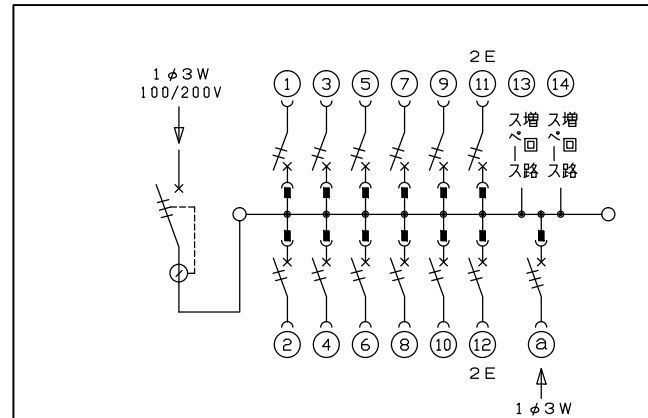 2E
1φ3W
100/200V
① ③ ⑤ ⑦ ⑨ ⑪ ⑬ ⑭
増回路
スペース
増回路
スペース
② ④ ⑥ ⑧ ⑩ ⑫ ⓐ
2E
1φ3W